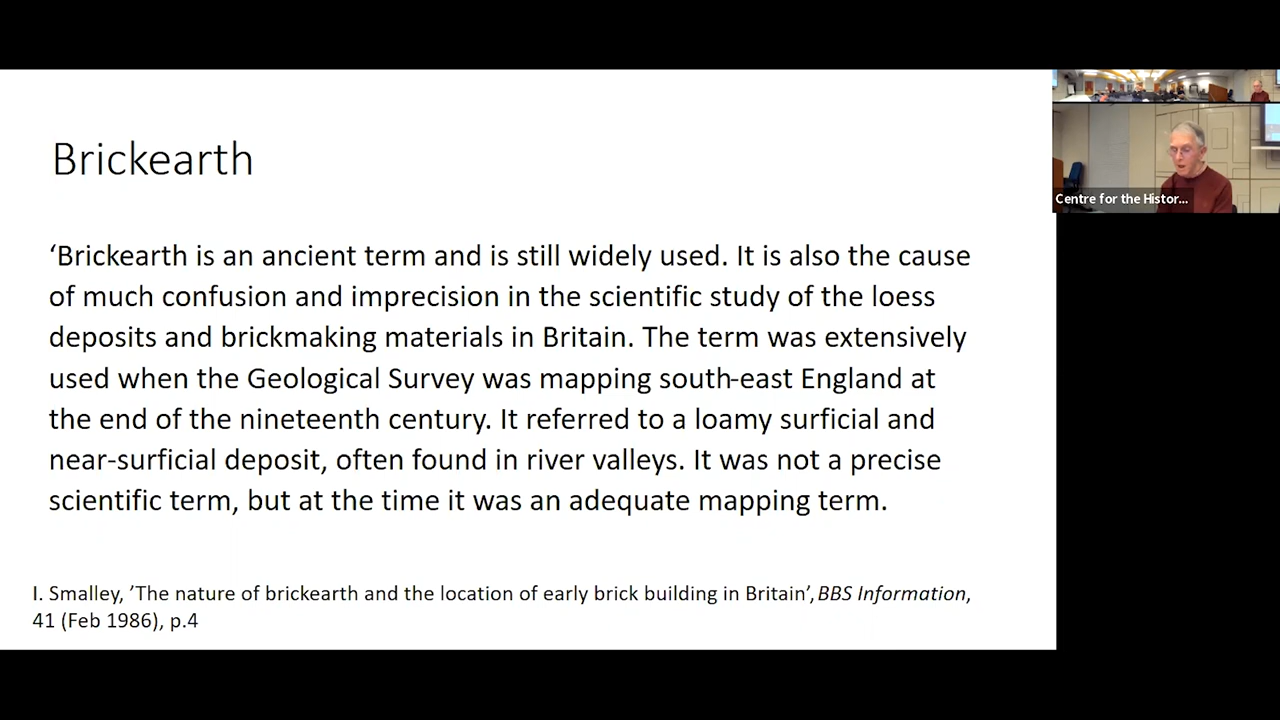 Brickearth
‘Brickearth is an ancient term and is still widely used. It is also the cause
of much confusion and imprecision in the scientific study of the loess
deposits and brickmaking materials in Britain. The term was extensively
used when the Geological Survey was mapping south-east England at
the end of the nineteenth century. It referred to a loamy surficial and
near-surficial deposit, often found in river valleys. It was not a precise
scientific term, but at the time it was an adequate mapping term.
I. Smalley, ’The nature of brickearth and the location of early brick building in Britain’, BBS Information,
41 (Feb 1986), p.4
Centre for the Histor...